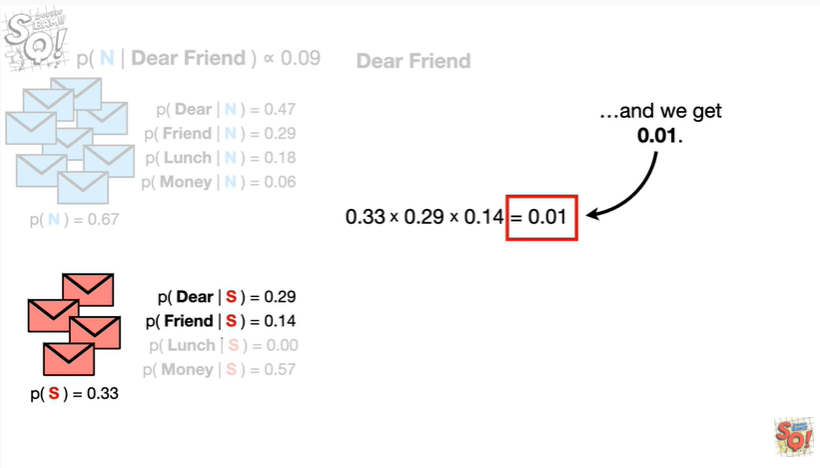 SQ!
p( N | Dear Friend ) ∝ 0.09
Dear Friend
p( Dear | N ) = 0.47
p( Friend | N ) = 0.29
p( Lunch | N ) = 0.18
p( Money | N ) = 0.06
p( N ) = 0.67
…and we get
0.01.
0.33 x 0.29 x 0.14 = 0.01
p( Dear | S ) = 0.29
p( Friend | S ) = 0.14
p( Lunch | S ) = 0.00
p( Money | S ) = 0.57
p( S ) = 0.33
SQ!